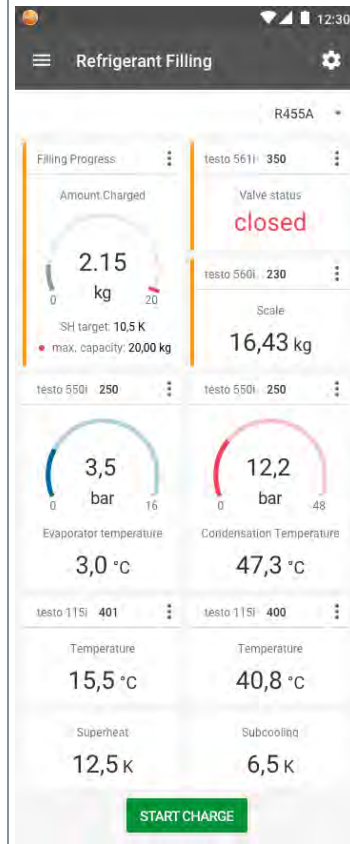 12:30
Refrigerant Filling
R455A
Filling Progress
Amount Charged
2.15
kg
0 20
SH target: 10,5 K
max. capacity: 20,00 kg
testo 561i 350
Valve status
closed
testo 560i 230
Scale
16,43 kg
testo 550i 250
3,5
bar
0 16
Evaporator temperature
3,0 °C
testo 550i 250
12,2
bar
0 48
Condensation Temperature
47,3 °C
testo 115i 401
Temperature
15,5 °C
testo 115i 400
Temperature
40,8 °C
Superheat
12,5 K
Subcooling
6,5 K
START CHARGE